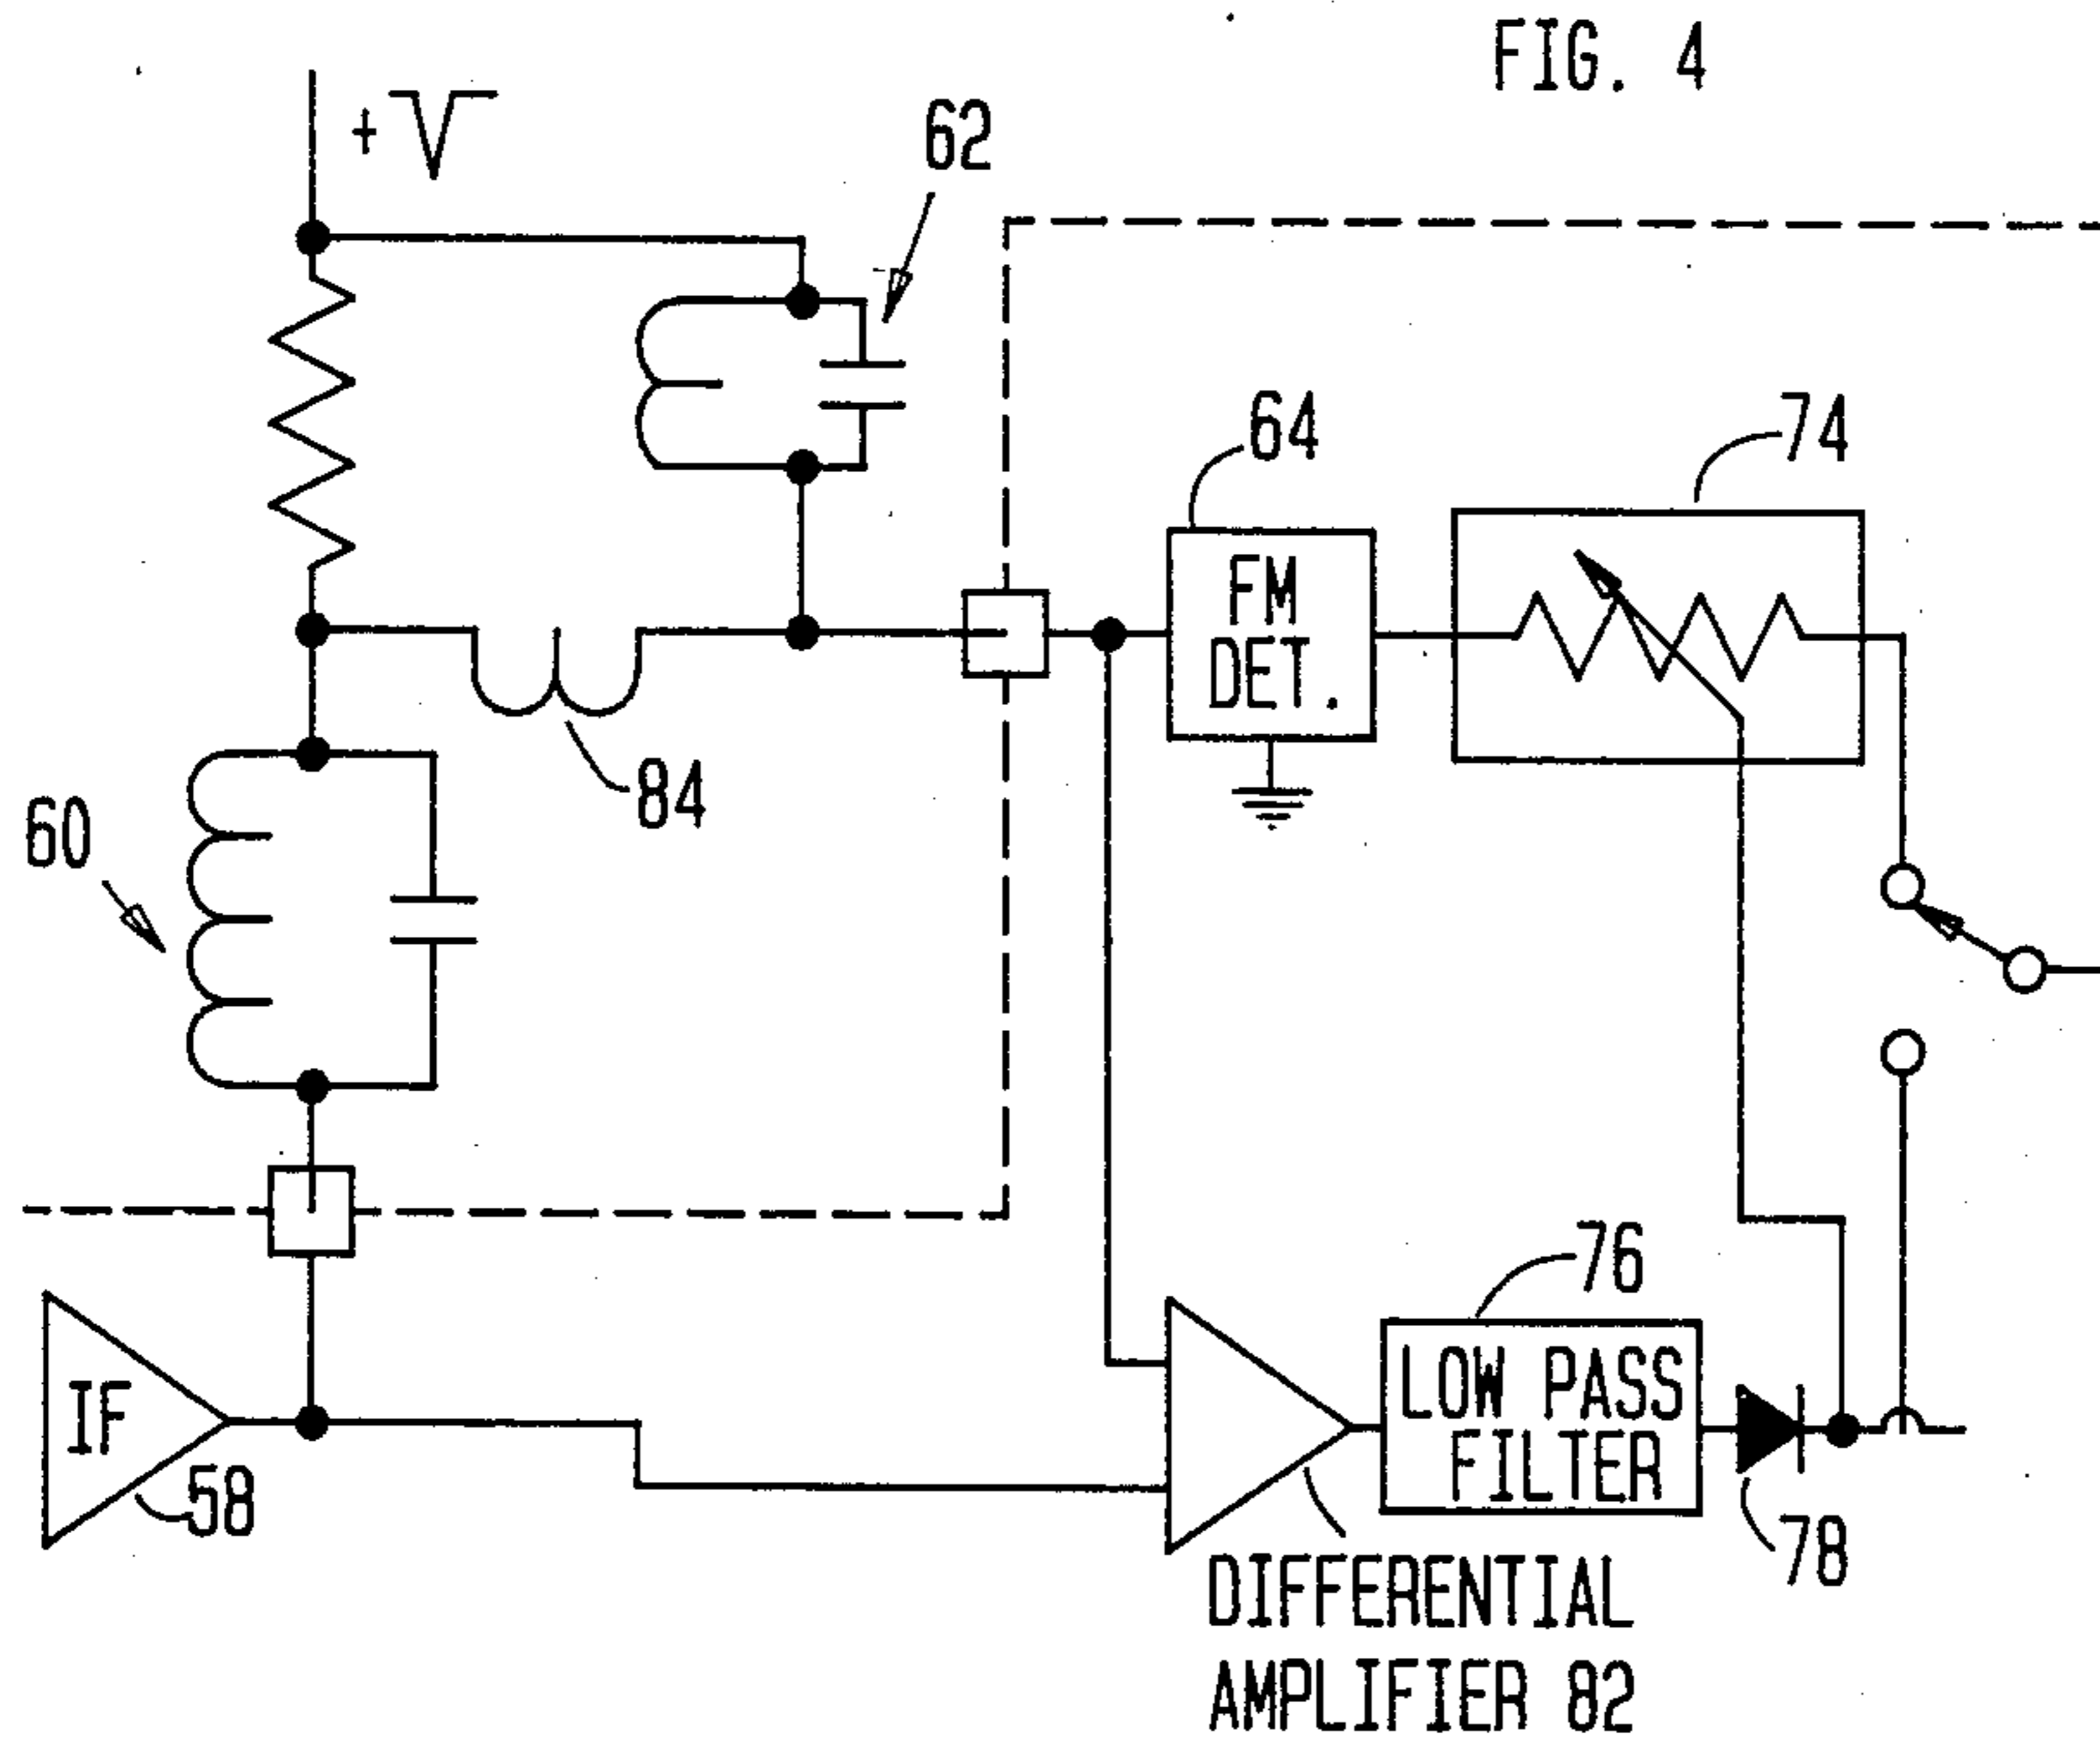 FIG. 4
+ V
62
64
74
FM
DET.
84
60
76
IF
58
LOW PASS
FILTER
78
DIFFERENTIAL
AMPLIFIER 82